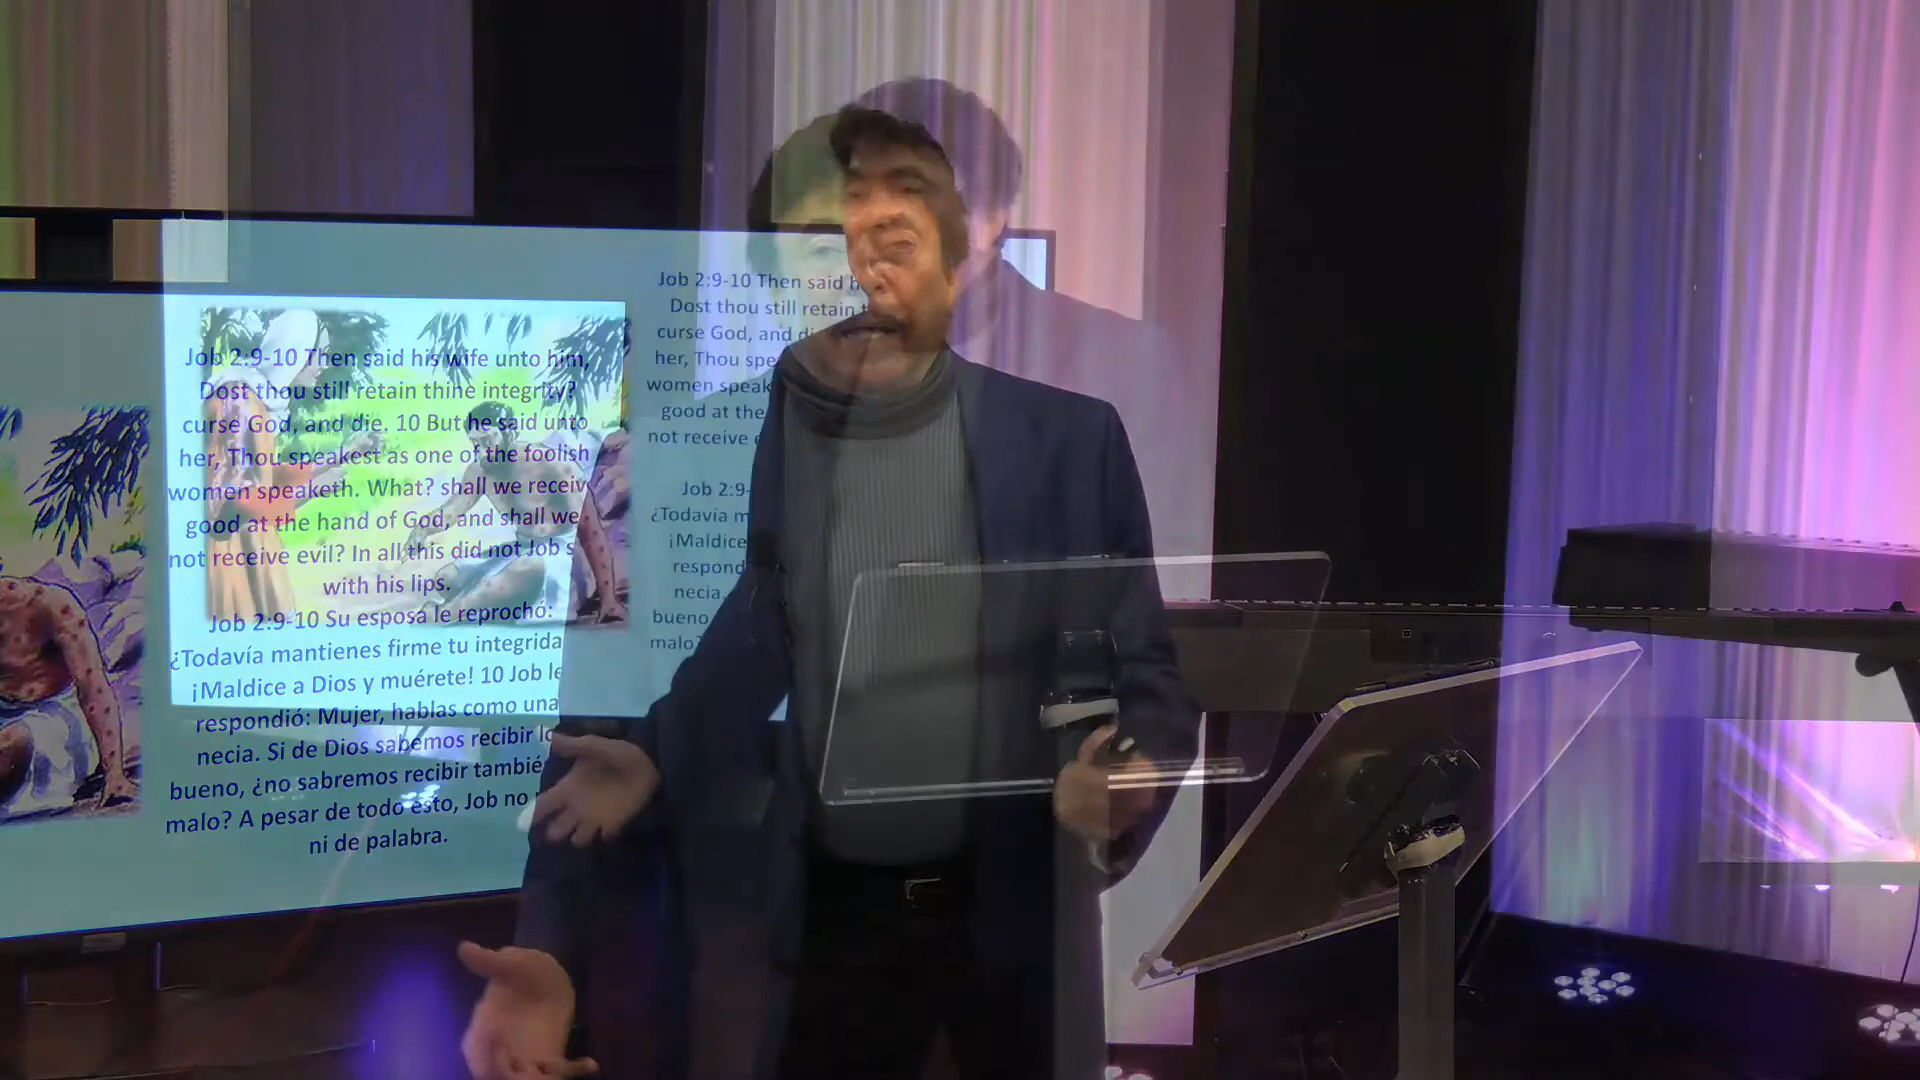 Job 2:9-10 Then said his wife unto him,
Dost thou still retain thine integrity?
curse God, and die. 10 But he said unto
her, Thou speakest as one of the foolish
women speaketh. What? shall we receiv
good at the hand of God, and shall we
not receive evil? In all this did not Job s
with his lips.
Job 2:9-10 Su esposa le reprochó:
¿Todavía mantienes firme tu integrida
¡Maldice a Dios y muérete! 10 Job le
respondió: Mujer, hablas como una
necia. Si de Dios sabemos recibir lo
bueno, ¿no sabremos recibir tambié
malo? A pesar de todo esto, Job no
ni de palabra.
Job 2:9-10 Then said h
Dost thou still retain t
curse God, and di
her, Thou spe
women speak
good at the
not receive e
Job 2:9-
¿Todavía m
¡Maldice
respond
necia.
bueno
malo?